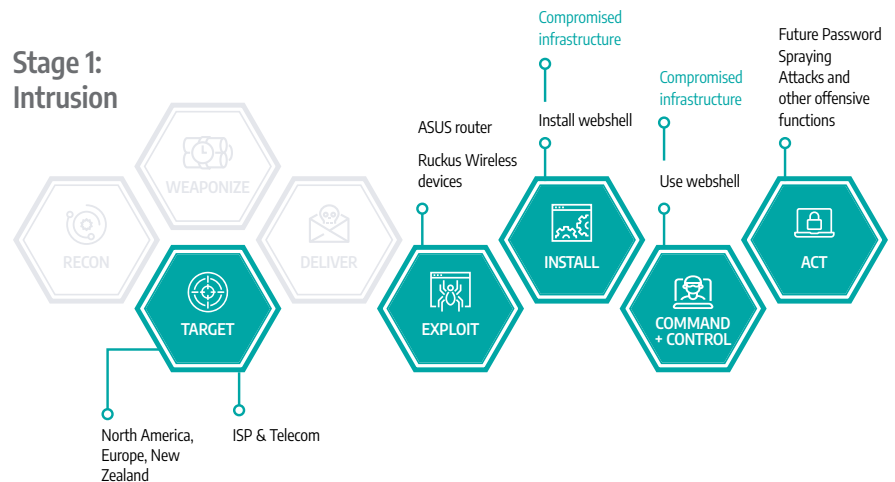 Stage 1:
Intrusion
RECON
WEAPONIZE
DELIVER
TARGET
North America,
Europe, New
Zealand
ISP & Telecom
ASUS router
Ruckus Wireless
devices
EXPLOIT
Compromised
infrastructure
Install webshell
INSTALL
Compromised
infrastructure
Use webshell
COMMAND
+ CONTROL
Future Password
Spraying
Attacks and
other offensive
functions
ACT